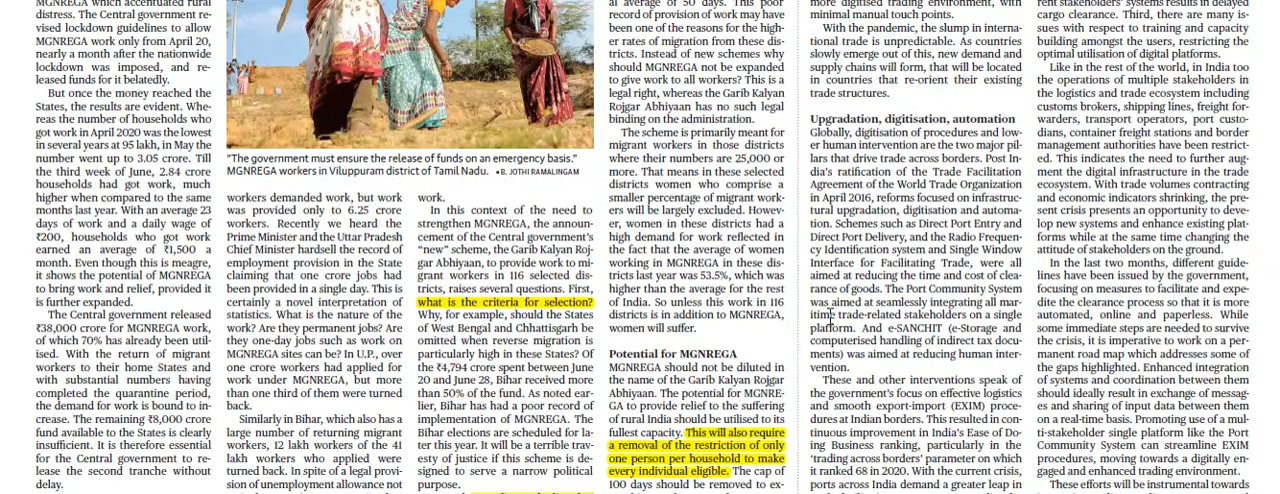 MGNREGA which accentuated rural
distress. The Central government re-
vised lockdown guidelines to allow
MGNREGA work only from April 20,
nearly a month after the nationwide
lockdown was imposed, and re-
leased funds for it belatedly.
But once the money reached the
States, the results are evident. Whe-
reas the number of households who
got work in April 2020 was the lowest
in several years at 95 lakh, in May the
number went up to 3.05 crore. Till
the third week of June, 2.84 crore
households had got work, much
higher when compared to the same
months last year. With an average 23
days of work and a daily wage of
₹200, households who got work
earned an average of ₹1,500 a
month. Even though this is meagre,
it shows the potential of MGNREGA
to bring work and relief, provided it
is further expanded.
The Central government released
₹38,000 crore for MGNREGA work,
of which 70% has already been util-
ised. With the return of migrant
workers to their home States and
with substantial numbers having
completed the quarantine period,
the demand for work is bound to in-
crease. The remaining ₹8,000 crore
fund available to the States is clearly
insufficient. It is therefore essential
for the Central government to re-
lease the second tranche without
delay.
"The government must ensure the release of funds on an emergency basis."
MGNREGA workers in Viluppuram district of Tamil Nadu. •B. JOTHI RAMALINGAM
workers demanded work, but work
was provided only to 6.25 crore
workers. Recently we heard the
Prime Minister and the Uttar Pradesh
Chief Minister hardsell the record of
employment provision in the State
claiming that one crore jobs had
been provided in a single day. This is
certainly a novel interpretation of
statistics. What is the nature of the
work? Are they permanent jobs? Are
they one-day jobs such as work on
MGNREGA sites can be? In U.P., over
one crore workers had applied for
work under MGNREGA, but more
than one third of them were turned
back.
Similarly in Bihar, which also has a
large number of returning migrant
workers, 12 lakh workers of the 41
lakh workers who applied were
turned back. In spite of a legal provi-
sion of unemployment allowance not
work.
In this context of the need to
strengthen MGNREGA, the annou-
ncement of the Central government's
"new" scheme, the Garib Kalyan Roj-
gar Abhiyaan, to provide work to mi-
grant workers in 116 selected dis-
tricts, raises several questions. First,
what is the criteria for selection?
Why, for example, should the States
of West Bengal and Chhattisgarh be
omitted when reverse migration is
particularly high in these States? Of
the ₹4,794 crore spent between June
20 and June 28, Bihar received more
than 50% of the fund. As noted ear-
lier, Bihar has had a poor record of
implementation of MGNREGA. The
Bihar elections are scheduled for la-
ter this year. It will be a terrible trav-
esty of justice if this scheme is de-
signed to serve a narrow political
purpose.
al average of 50 days. This poor
record of provision of work may have
been one of the reasons for the high-
er rates of migration from these dis-
tricts. Instead of new schemes why
should MGNREGA not be expanded
to give work to all workers? This is a
legal right, whereas the Garib Kalyan
Rojgar Abhiyaan has no such legal
binding on the administration.
The scheme is primarily meant for
migrant workers in those districts
where their numbers are 25,000 or
more. That means in these selected
districts women who comprise a
smaller percentage of migrant work-
ers will be largely excluded. Howev-
er, women in these districts had a
high demand for work reflected in
the fact that the average of women
working in MGNREGA in these dis-
tricts last year was 53.5%, which was
higher than the average for the rest
of India. So unless this work in 116
districts is in addition to MGNREGA,
women will suffer.
Potential for MGNREGA
MGNREGA should not be diluted in
the name of the Garib Kalyan Rojgar
Abhiyaan. The potential for MGNRE-
GA to provide relief to the suffering
of rural India should be utilised to its
fullest capacity. This will also require
a removal of the restriction of only
one person per household to make
every individual eligible. The cap of
100 days should be removed to ex-
more digitised trading environment, with
minimal manual touch points.
With the pandemic, the slump in interna-
tional trade is unpredictable. As countries
slowly emerge out of this, new demand and
supply chains will form, that will be located
in countries that re-orient their existing
trade structures.
Upgradation, digitisation, automation
Globally, digitisation of procedures and low-
er human intervention are the two major pil-
lars that drive trade across borders. Post In-
dia's ratification of the Trade Facilitation
Agreement of the World Trade Organization
in April 2016, reforms focused on infrastruc-
tural upgradation, digitisation and automa-
tion. Schemes such as Direct Port Entry and
Direct Port Delivery, and the Radio Frequen-
cy Identification system and Single Window
Interface for Facilitating Trade, were all
aimed at reducing the time and cost of clea-
rance of goods. The Port Community System
was aimed at seamlessly integrating all mar-
itime trade-related stakeholders on a single
platform. And e-SANCHIT (e-Storage and
computerised handling of indirect tax docu-
ments) was aimed at reducing human inter-
vention.
These and other interventions speak of
the government's focus on effective logistics
and smooth export-import (EXIM) proce-
dures at Indian borders. This resulted in con-
tinuous improvement in India's Ease of Do-
ing Business ranking, particularly in the
'trading across borders' parameter on which
it ranked 68 in 2020. With the current crisis,
ports across India demand a greater leap in
rent stakeholders' systems results in delayed
cargo clearance. Third, there are many is-
sues with respect to training and capacity
building amongst the users, restricting the
optimal utilisation of digital platforms.
Like in the rest of the world, in India too
the operations of multiple stakeholders in
the logistics and trade ecosystem including
customs brokers, shipping lines, freight for-
warders, transport operators, port custo-
dians, container freight stations and border
management authorities have been restrict-
ed. This indicates the need to further aug-
ment the digital infrastructure in the trade
ecosystem. With trade volumes contracting
and economic indicators shrinking, the pre-
sent crisis presents an opportunity to deve-
lop new systems and enhance existing plat-
forms while at the same time changing the
attitude of stakeholders on the ground.
In the last two months, different guide-
lines have been issued by the government,
focusing on measures to facilitate and expe-
dite the clearance process so that it is more
automated, online and paperless. While
some immediate steps are needed to survive
the crisis, it is imperative to work on a per-
manent road map which addresses some of
the gaps highlighted. Enhanced integration
of systems and coordination between them
should ideally result in exchange of messag-
es and sharing of input data between them
on a real-time basis. Promoting use of a mul-
ti-stakeholder single platform like the Port
Community System can streamline EXIM
procedures, moving towards a digitally en-
gaged and enhanced trading environment.
These efforts will be instrumental towards